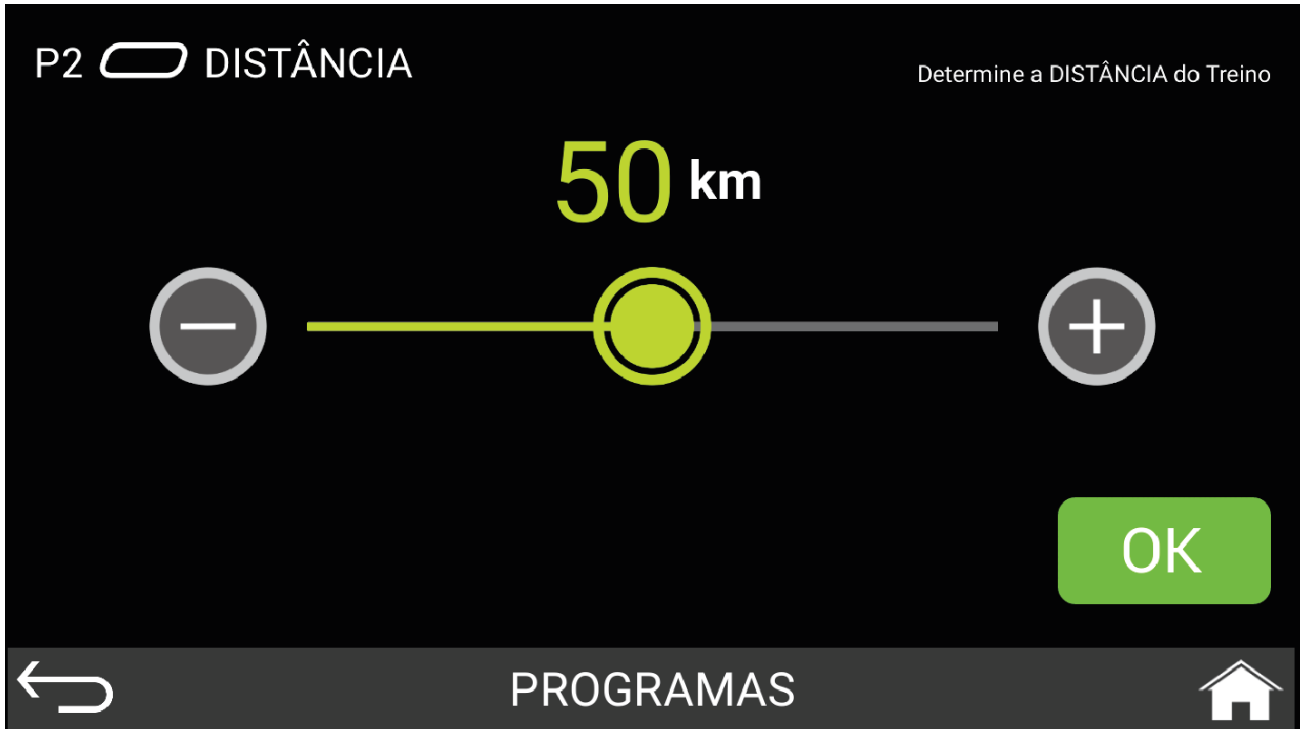 P2 DISTÂNCIA
Determine a DISTÂNCIA do Treino
50 km
OK
PROGRAMAS